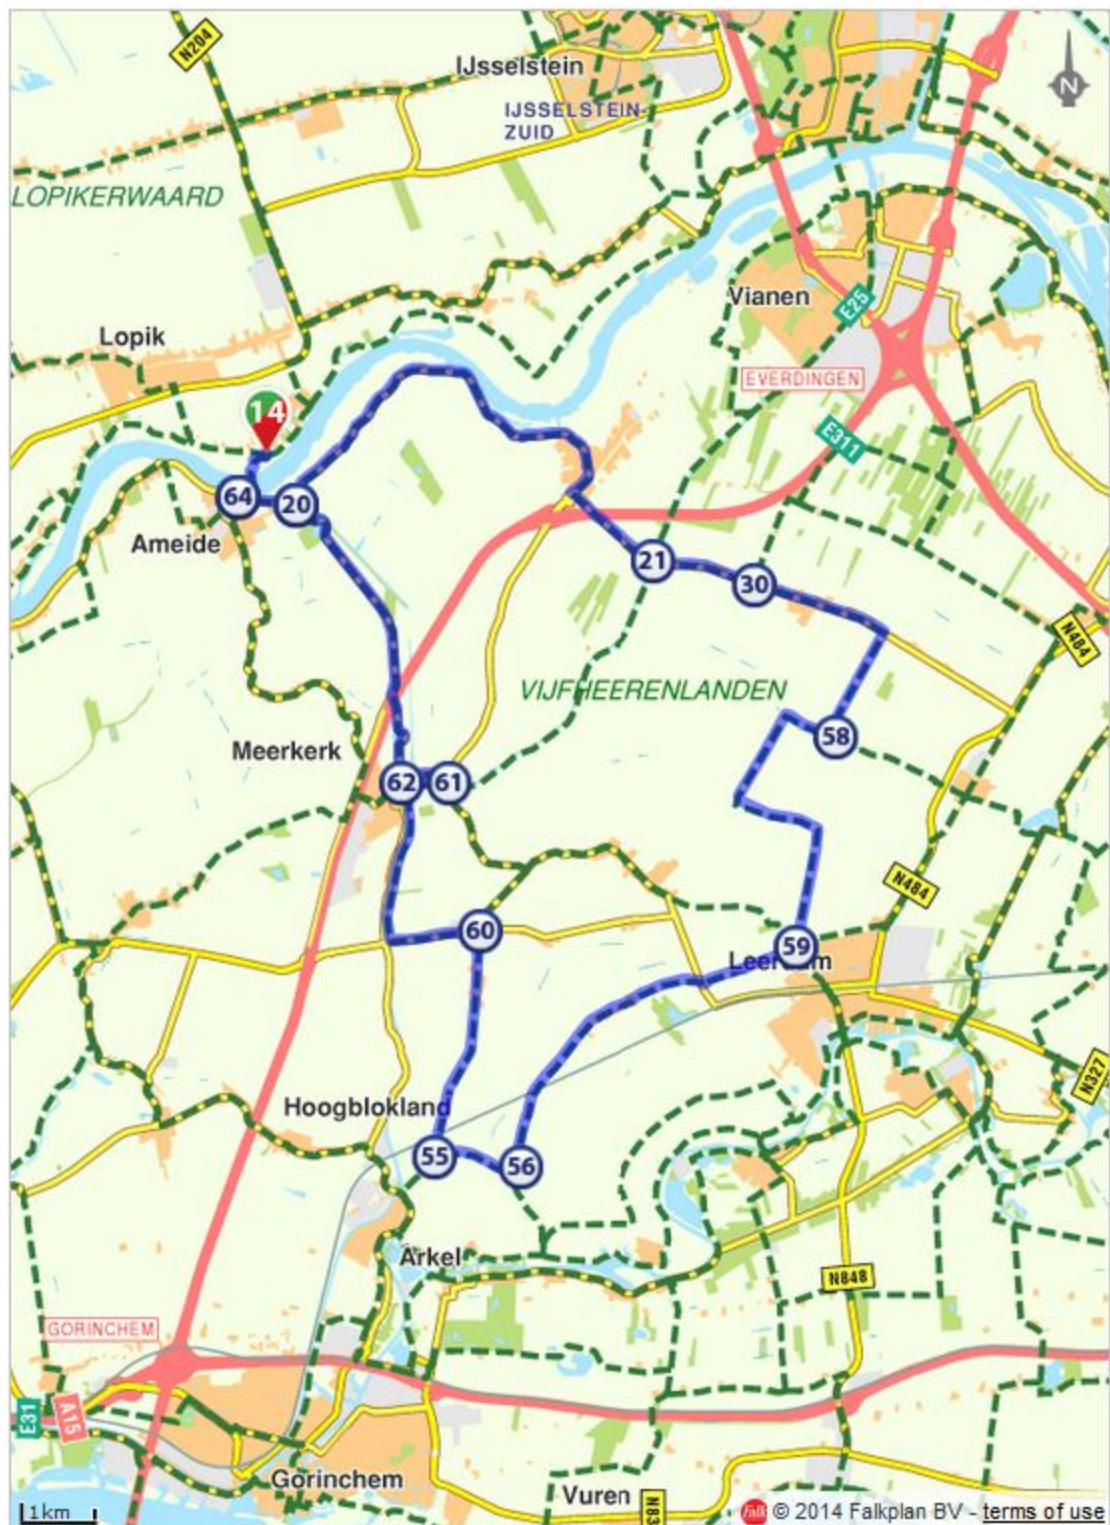 N204
IJsselstein
IJSSELSTEIN
ZUID
N
LOPIKERWAARD
Vianen
E25
Lopik
EVERDINGEN
14
E311
64
20
Ameide
21
30
N484
VIJFHEERENLANDEN
58
Meerkerk
62
61
N484
60
59
Leerdam
N327
Hoogblokland
55
56
Arkel
N848
GORINCHEM
E31
A15
Gorinchem
Vuren
N83
1km
Falk © 2014 Falkplan BV - terms of use